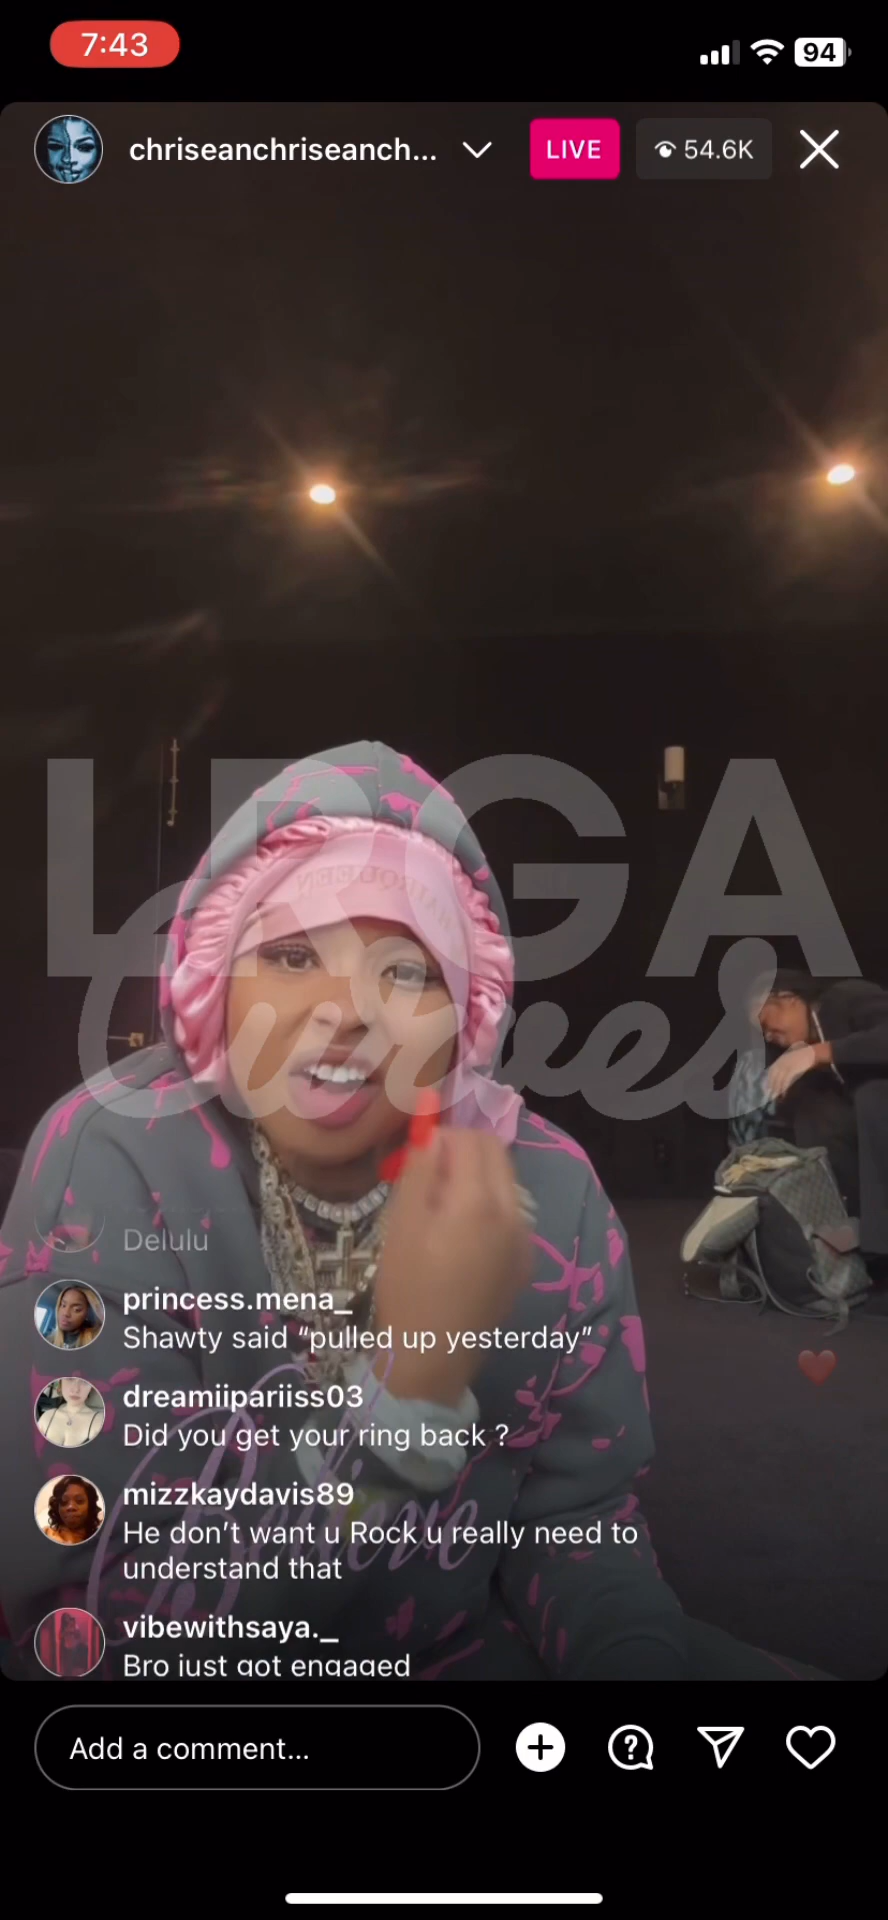 7:43
94
chriseanchriseanch...
LIVE
54.6K
LRGA
Curves
Delulu
princess.mena_
Shawty said “pulled up yesterday”
dreamiipariiss03
Did you get your ring back ?
mizzkaydavis89
He don’t want u Rock u really need to
understand that
Believe
vibewithsaya._
Bro just got engaged
Add a comment...